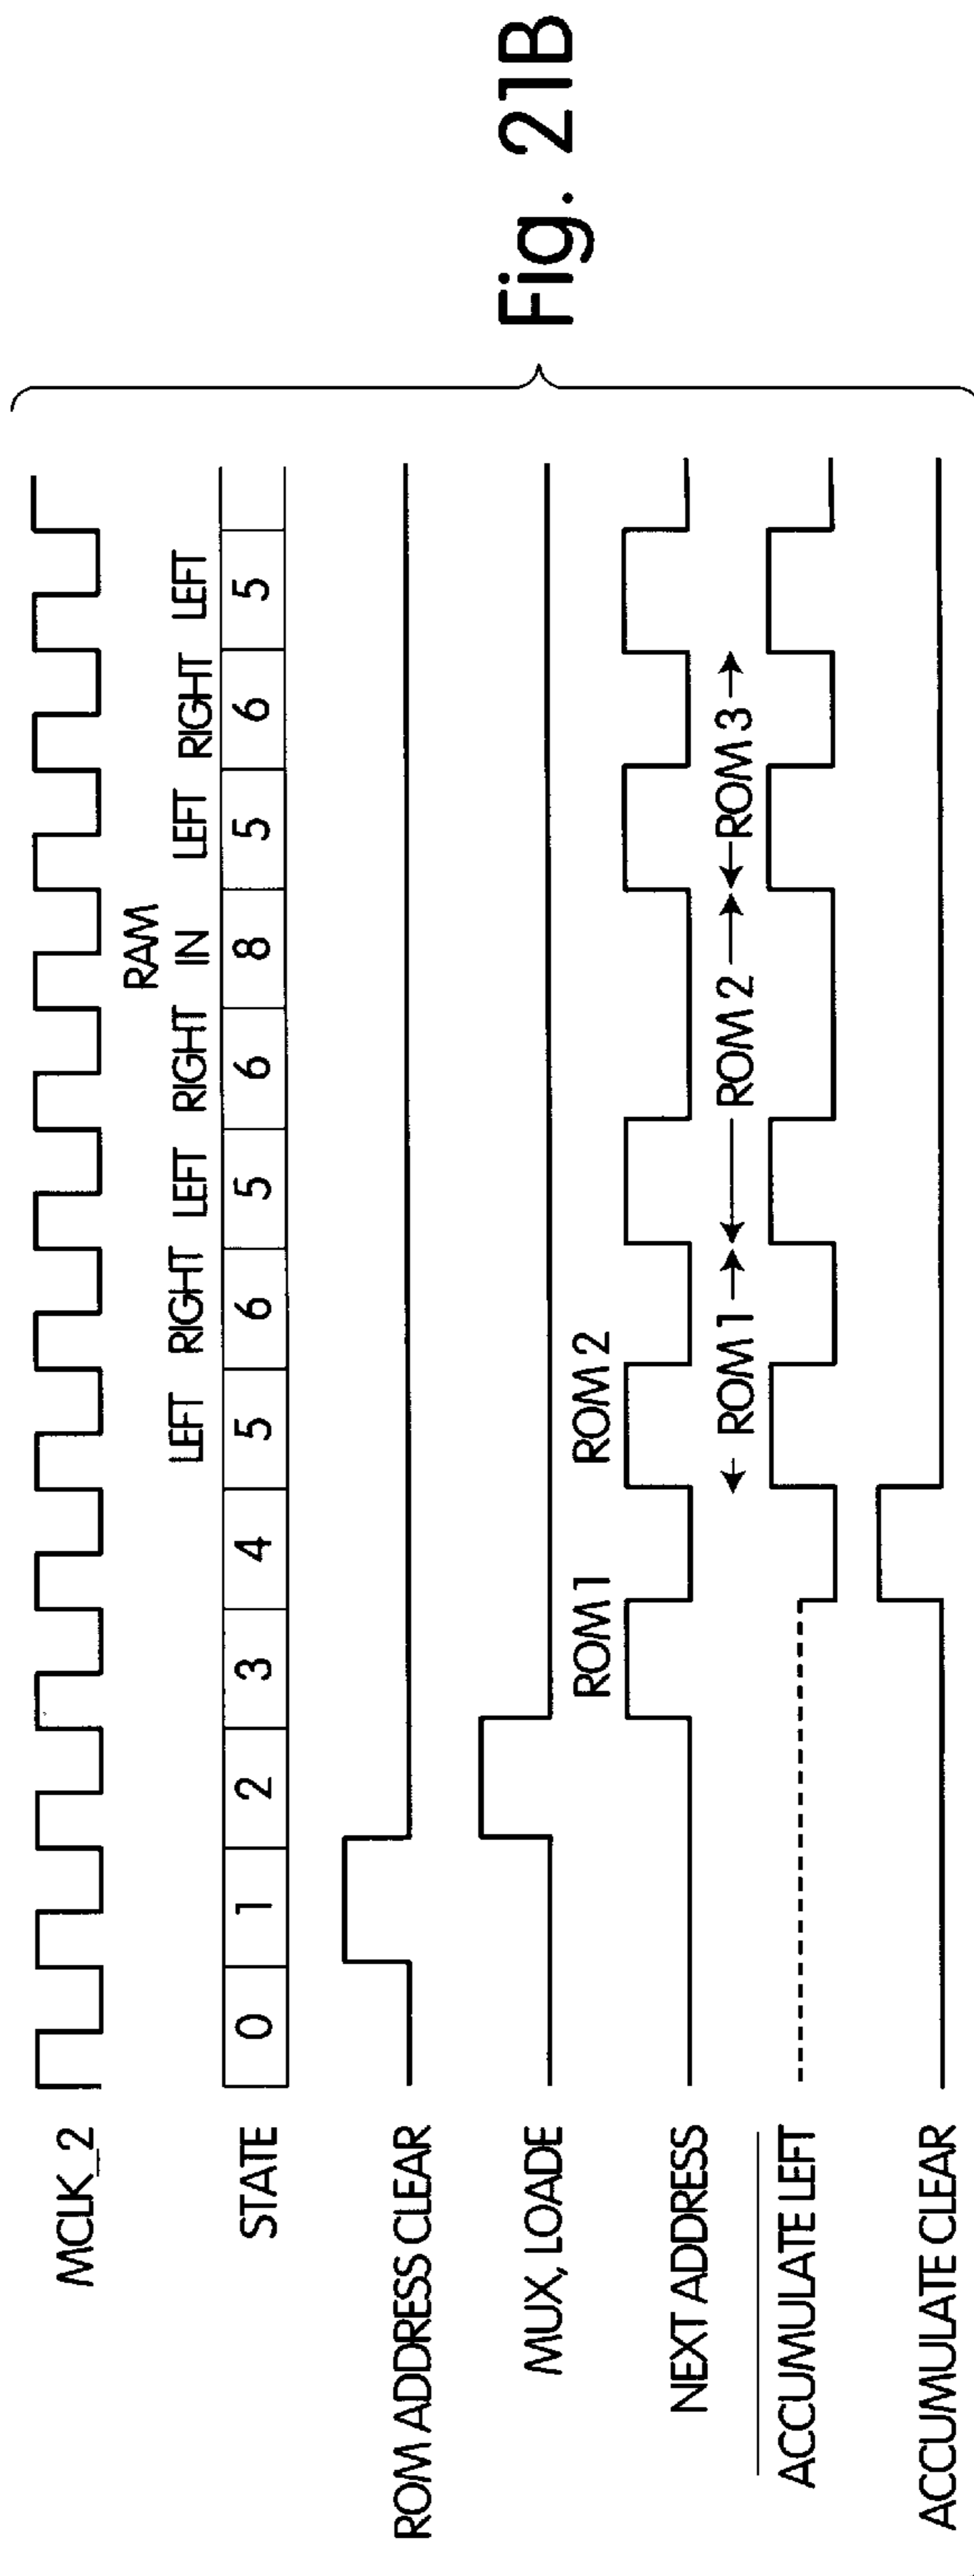 MCLK_2
LEFT RIGHT LEFT RIGHT RAM IN LEFT RIGHT LEFT
STATE 0 1 2 3 4 5 6 5 6 8 5 6 5
ROM ADDRESS CLEAR
MUX, LOADE
ROM 1 ROM 2
NEXT ADDRESS
ROM 1 ROM 2 ROM 3
ACCUMULATE LEFT
ACCUMULATE CLEAR
Fig. 21B